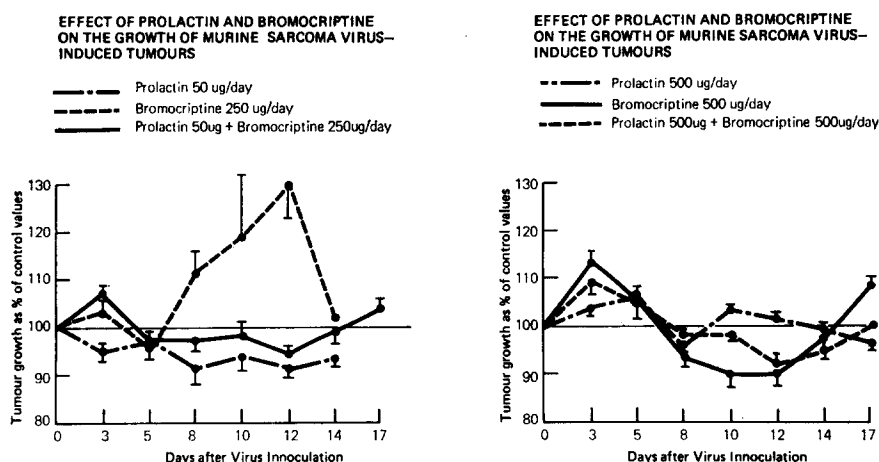 EFFECT OF PROLACTIN AND BROMOCRIPTINE
ON THE GROWTH OF MURINE SARCOMA VIRUS—
INDUCED TUMOURS
Prolactin 50 ug/day
Bromocriptine 250 ug/day
Prolactin 50ug + Bromocriptine 250ug/day
Tumour growth as % of control values
130
120
110
100
90
80
0 3 5 8 10 12 14 17
Days after Virus Innoculation
EFFECT OF PROLACTIN AND BROMOCRIPTINE
ON THE GROWTH OF MURINE SARCOMA VIRUS—
INDUCED TUMOURS
Prolactin 500 ug/day
Bromocriptine 500 ug/day
Prolactin 500ug + Bromocriptine 500ug/day
Tumour growth as % of control values
130
120
110
100
90
80
0 3 5 8 10 12 14 17
Days after Virus Innoculation